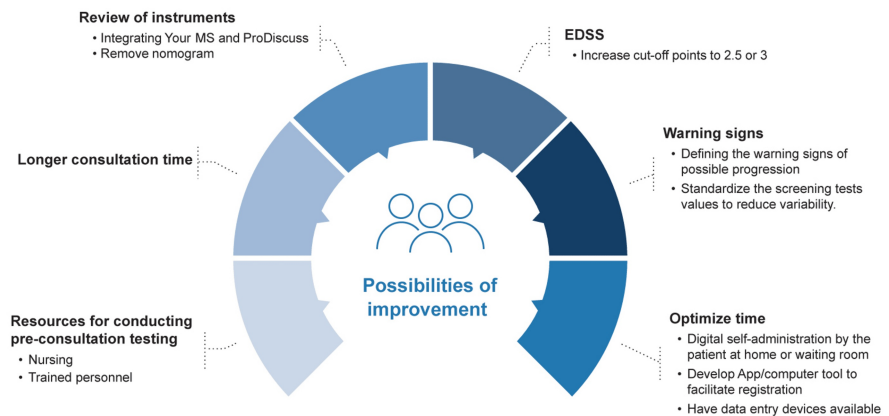 Review of instruments
• Integrating Your MS and ProDiscuss
• Remove nomogram
EDSS
• Increase cut-off points to 2.5 or 3
Longer consultation time
Warning signs
• Defining the warning signs of
possible progression
• Standardize the screening tests
values to reduce variability.
Possibilities of
improvement
Resources for conducting
pre-consultation testing
• Nursing
• Trained personnel
Optimize time
• Digital self-administration by the
patient at home or waiting room
• Develop App/computer tool to
facilitate registration
• Have data entry devices available